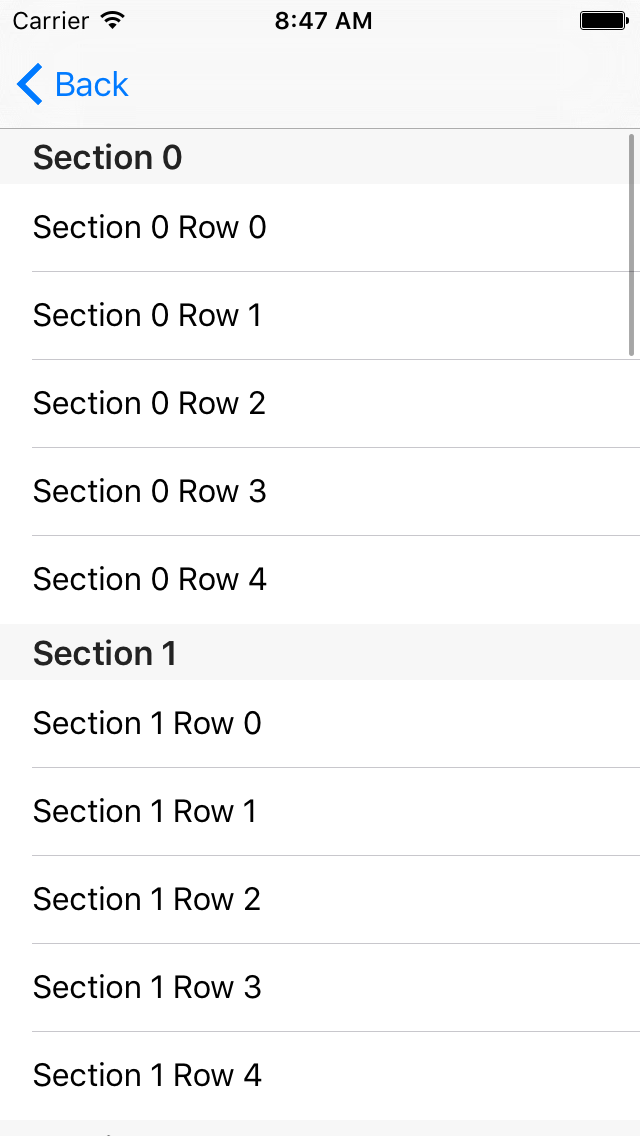 Carrier 8:47 AM
Back
Section 0
Section 0 Row 0
Section 0 Row 1
Section 0 Row 2
Section 0 Row 3
Section 0 Row 4
Section 1
Section 1 Row 0
Section 1 Row 1
Section 1 Row 2
Section 1 Row 3
Section 1 Row 4